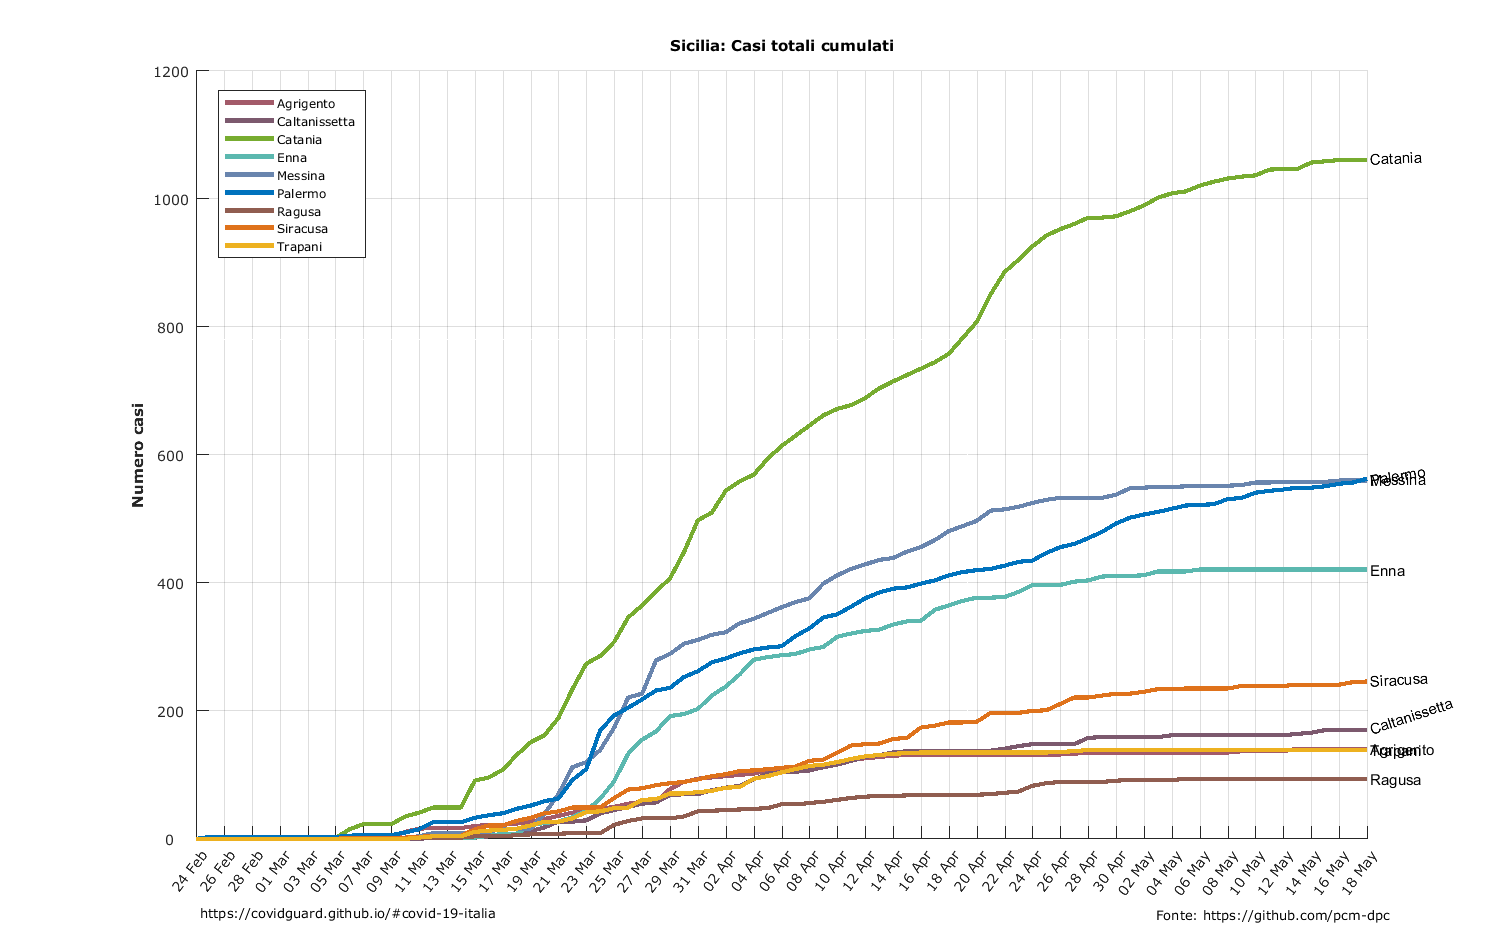 Sicilia: Casi totali cumulati
1200
1000
800
600
400
200
0
Numero casi
Agrigento
Caltanissetta
Catania
Enna
Messina
Palermo
Ragusa
Siracusa
Trapani
Catania
Palermo
Messina
Enna
Siracusa
Caltanissetta
Agrigento
Trapani
Ragusa
24 Feb
26 Feb
28 Feb
01 Mar
03 Mar
05 Mar
07 Mar
09 Mar
11 Mar
13 Mar
15 Mar
17 Mar
19 Mar
21 Mar
23 Mar
25 Mar
27 Mar
29 Mar
31 Mar
02 Apr
04 Apr
06 Apr
08 Apr
10 Apr
12 Apr
14 Apr
16 Apr
18 Apr
20 Apr
22 Apr
24 Apr
26 Apr
28 Apr
30 Apr
02 May
04 May
06 May
08 May
10 May
12 May
14 May
16 May
18 May
https://covidguard.github.io/#covid-19-italia
Fonte: https://github.com/pcm-dpc